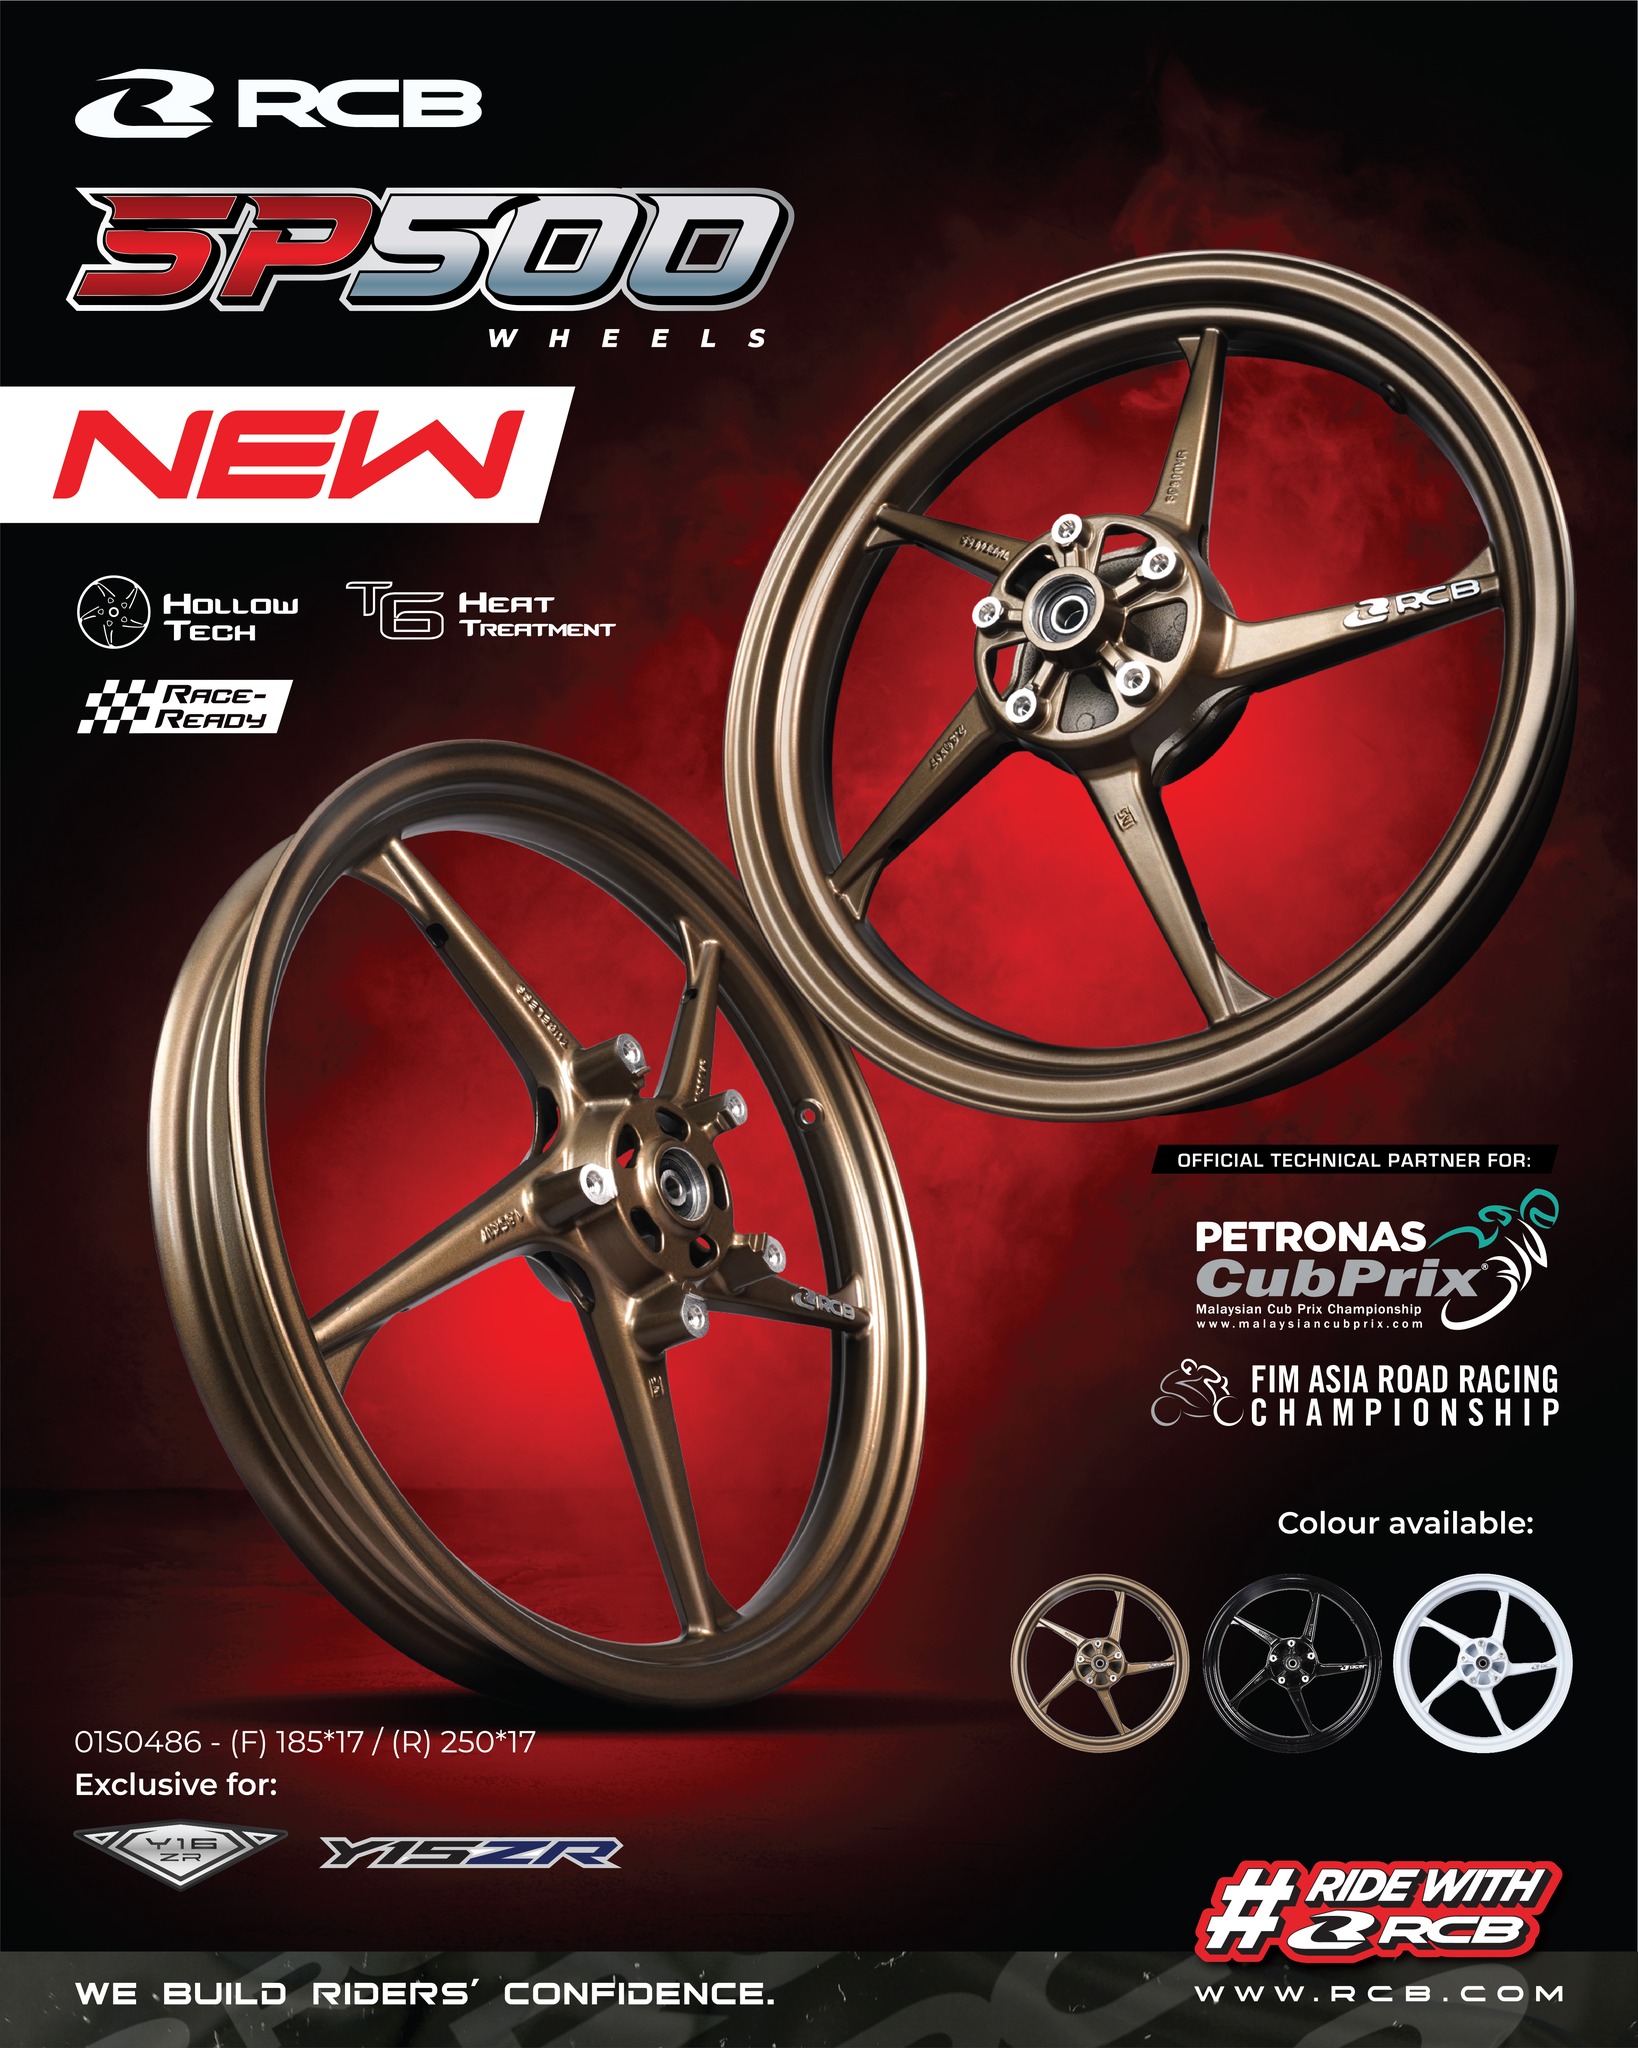 RCB
SP500
WHEELS
NEW
HOLLOW
TECH
T6 HEAT
TREATMENT
RACE-
READY
RCB
RCB
OFFICIAL TECHNICAL PARTNER FOR:
PETRONAS
CubPrix®
Malaysian Cub Prix Championship
www.malaysiancubprix.com
FIM ASIA ROAD RACING
CHAMPIONSHIP
Colour available:
01S0486 - (F) 185*17 / (R) 250*17
Exclusive for:
Y16
ZR
Y15ZR
#RIDE WITH
RCB
WE BUILD RIDERS' CONFIDENCE.
WWW.RCB.COM